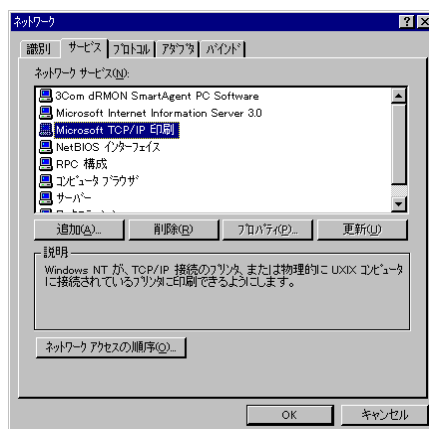 ネットワーク
識別 サービス プロトコル アダプタ バインド
ネットワーク サービス(N):
3Com dRMON SmartAgent PC Software
Microsoft Internet Information Server 3.0
Microsoft TCP/IP 印刷
NetBIOS インターフェイス
RPC 構成
コンピュータ ブラウザ
サーバー
追加(A)... 削除(R) プロパティ(P)... 更新(U)
説明
Windows NT が、TCP/IP 接続のプリンタ、または物理的に UXIX コンピュータ
に接続されているプリンタに印刷できるようにします。
ネットワーク アクセスの順序(O)...
OK キャンセル